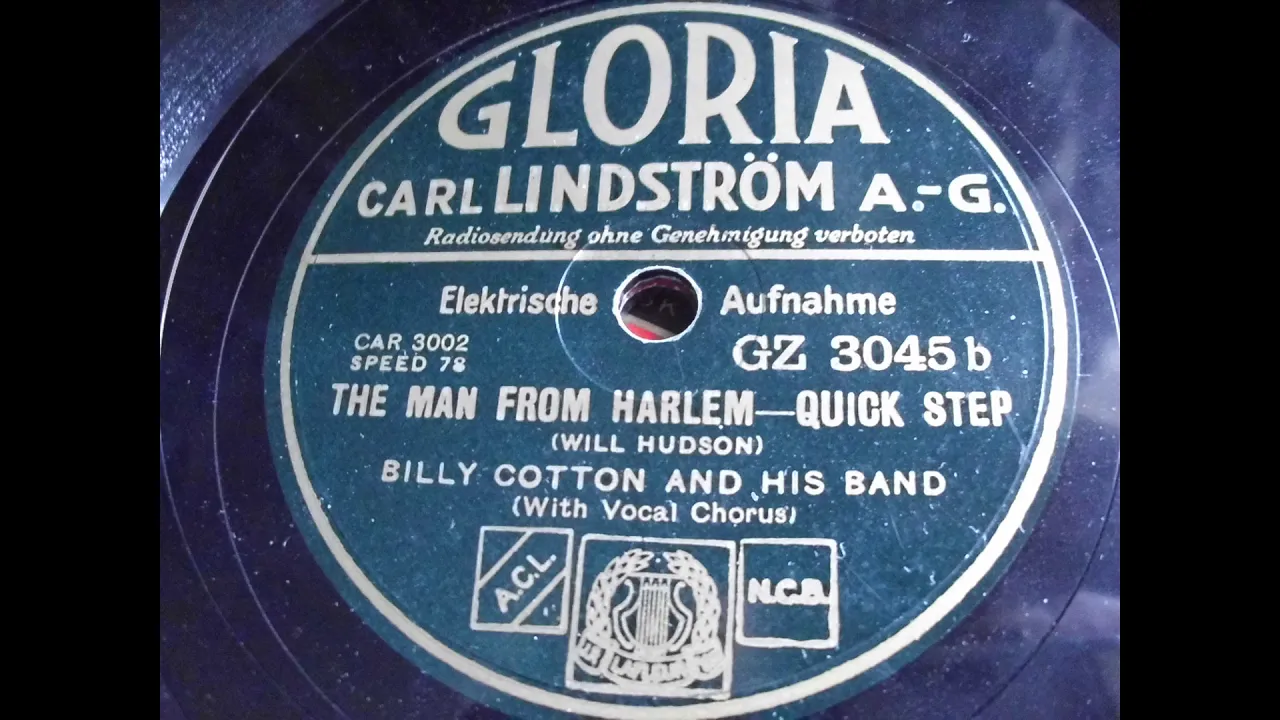 GLORIA
CARL LINDSTRÖM A.-G.
Radiosendung ohne Genehmigung verboten
Elektrische Aufnahme
CAR 3002
SPEED 78
GZ 3045 b
THE MAN FROM HARLEM—QUICK STEP
(WILL HUDSON)
BILLY COTTON AND HIS BAND
(With Vocal Chorus)
A.C.L.
N.C.B.